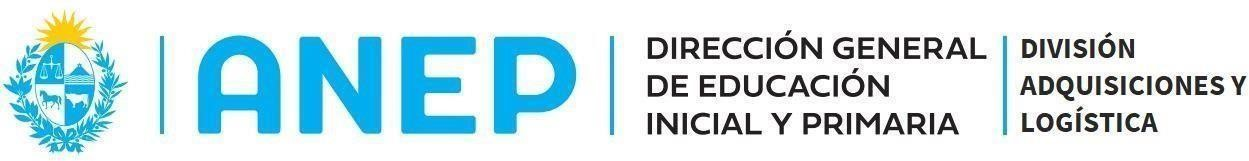 ANEP
DIRECCIÓN GENERAL
DE EDUCACIÓN
INICIAL Y PRIMARIA
DIVISIÓN
ADQUISICIONES Y
LOGÍSTICA